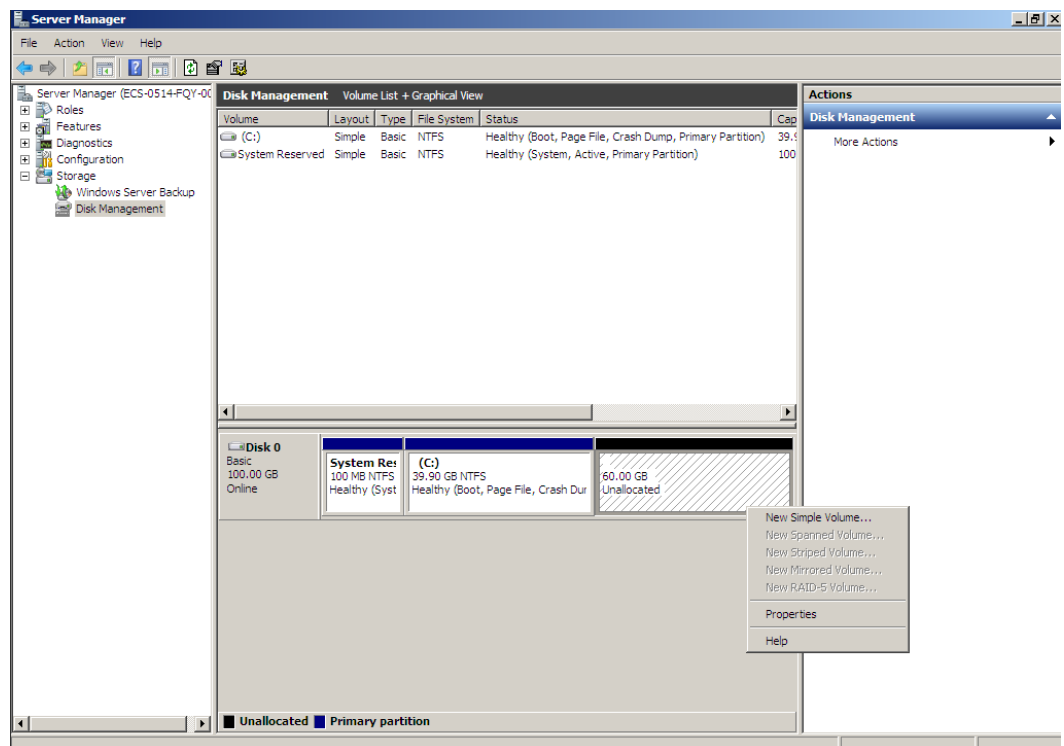 Server Manager
File Action View Help
Server Manager (ECS-0514-FQY-00
Roles
Features
Diagnostics
Configuration
Storage
Windows Server Backup
Disk Management
Disk Management Volume List + Graphical View
Volume Layout Type File System Status Cap
(C:) Simple Basic NTFS Healthy (Boot, Page File, Crash Dump, Primary Partition) 39.9
System Reserved Simple Basic NTFS Healthy (System, Active, Primary Partition) 100
Disk 0
Basic
100.00 GB
Online
System Res
100 MB NTFS
Healthy (Syst
(C:)
39.90 GB NTFS
Healthy (Boot, Page File, Crash Dur
60.00 GB
Unallocated
New Simple Volume...
New Spanned Volume...
New Striped Volume...
New Mirrored Volume...
New RAID-5 Volume...
Properties
Help
Unallocated Primary partition
Actions
Disk Management
More Actions